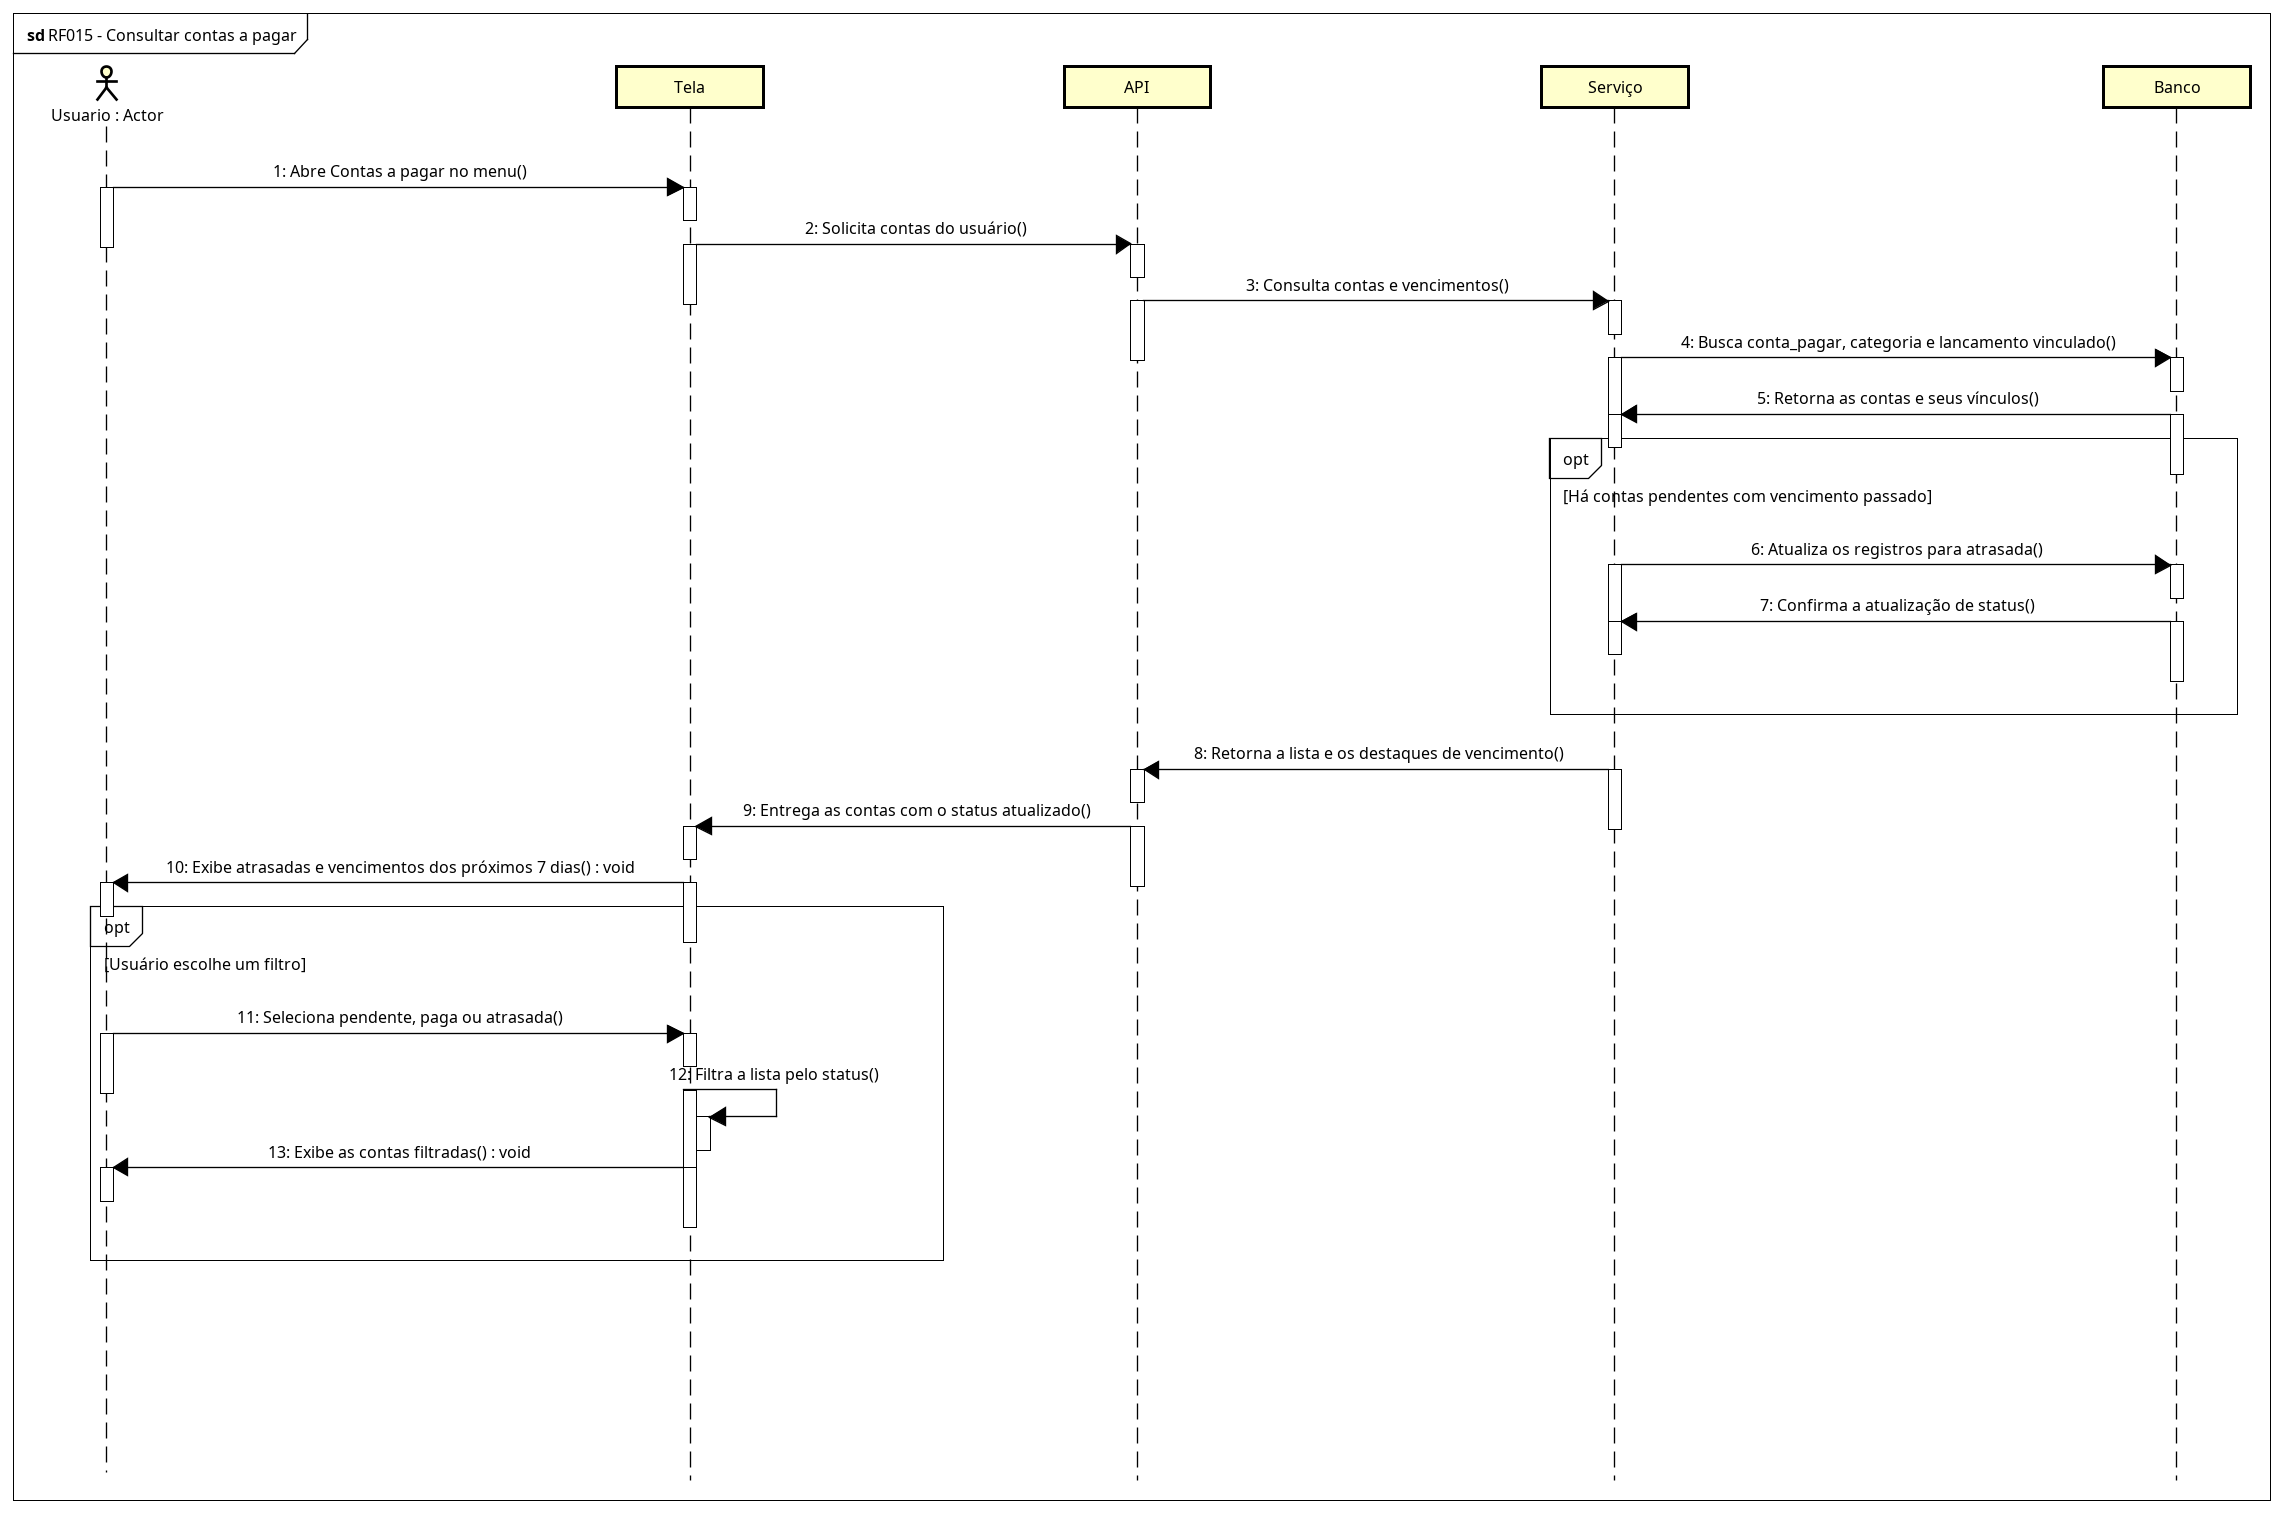 sd RF015 - Consultar contas a pagar
Usuario : Actor
Tela
API
Serviço
Banco
1: Abre Contas a pagar no menu()
2: Solicita contas do usuário()
3: Consulta contas e vencimentos()
4: Busca conta_pagar, categoria e lancamento vinculado()
5: Retorna as contas e seus vínculos()
opt
[Há contas pendentes com vencimento passado]
6: Atualiza os registros para atrasada()
7: Confirma a atualização de status()
8: Retorna a lista e os destaques de vencimento()
9: Entrega as contas com o status atualizado()
10: Exibe atrasadas e vencimentos dos próximos 7 dias() : void
opt
[Usuário escolhe um filtro]
11: Seleciona pendente, paga ou atrasada()
12: Filtra a lista pelo status()
13: Exibe as contas filtradas() : void